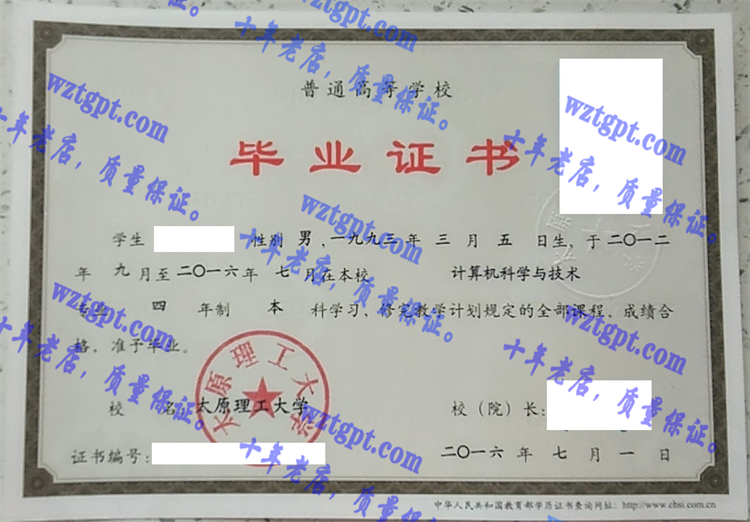 普通高等学校
毕业证书
学生 性别 男，一九九三年 三 月 五 日生，于二〇一二
年 九 月至二〇一六年 七 月在本校 计算机科学与技术
专业 四 年制 本 科学习，修完教学计划规定的全部课程，成绩合
格，准予毕业。
校 名：太原理工大学 校（院）长：
证书编号： 二〇一六年 七 月 一 日
中华人民共和国教育部学历证书查询网址：http://www.chsi.com.cn
太原理工大学
wztgpt.com
十年老店，质量保证。